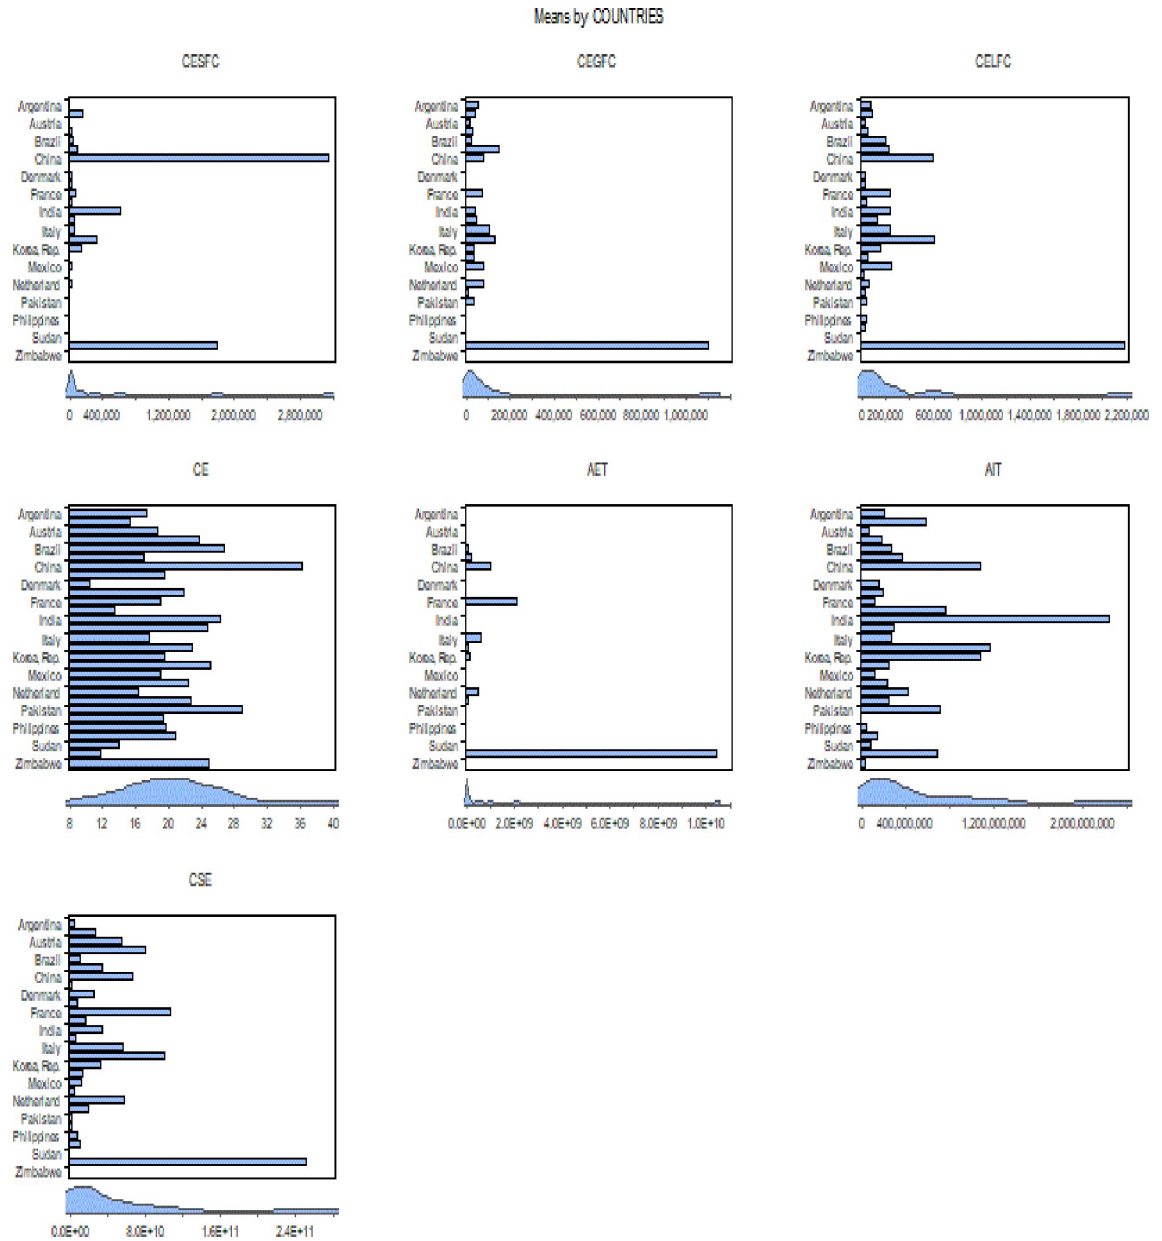 Means by COUNTRIES
CESFC
Argentina
Austria
Brazil
China
Denmark
France
India
Italy
Korea, Rep.
Mexico
Netherland
Pakistan
Philippines
Sudan
Zimbabwe
0 400,000 1,200,000 2,000,000 2,800,000
CEGFC
Argentina
Austria
Brazil
China
Denmark
France
India
Italy
Korea, Rep.
Mexico
Netherland
Pakistan
Philippines
Sudan
Zimbabwe
0 200,000 400,000 600,000 800,000 1,000,000
CELFC
Argentina
Austria
Brazil
China
Denmark
France
India
Italy
Korea, Rep.
Mexico
Netherland
Pakistan
Philippines
Sudan
Zimbabwe
0 200,000 600,000 1,000,000 1,400,000 1,800,000 2,200,000
CE
Argentina
Austria
Brazil
China
Denmark
France
India
Italy
Korea, Rep.
Mexico
Netherland
Pakistan
Philippines
Sudan
Zimbabwe
8 12 16 20 24 28 32 36 40
AET
Argentina
Austria
Brazil
China
Denmark
France
India
Italy
Korea, Rep.
Mexico
Netherland
Pakistan
Philippines
Sudan
Zimbabwe
0.0E+00 2.0E+09 4.0E+09 6.0E+09 8.0E+09 1.0E+10
AIT
Argentina
Austria
Brazil
China
Denmark
France
India
Italy
Korea, Rep.
Mexico
Netherland
Pakistan
Philippines
Sudan
Zimbabwe
0 400,000,000 1,200,000,000 2,000,000,000
CSE
Argentina
Austria
Brazil
China
Denmark
France
India
Italy
Korea, Rep.
Mexico
Netherland
Pakistan
Philippines
Sudan
Zimbabwe
0.0E+00 8.0E+10 1.6E+11 2.4E+11